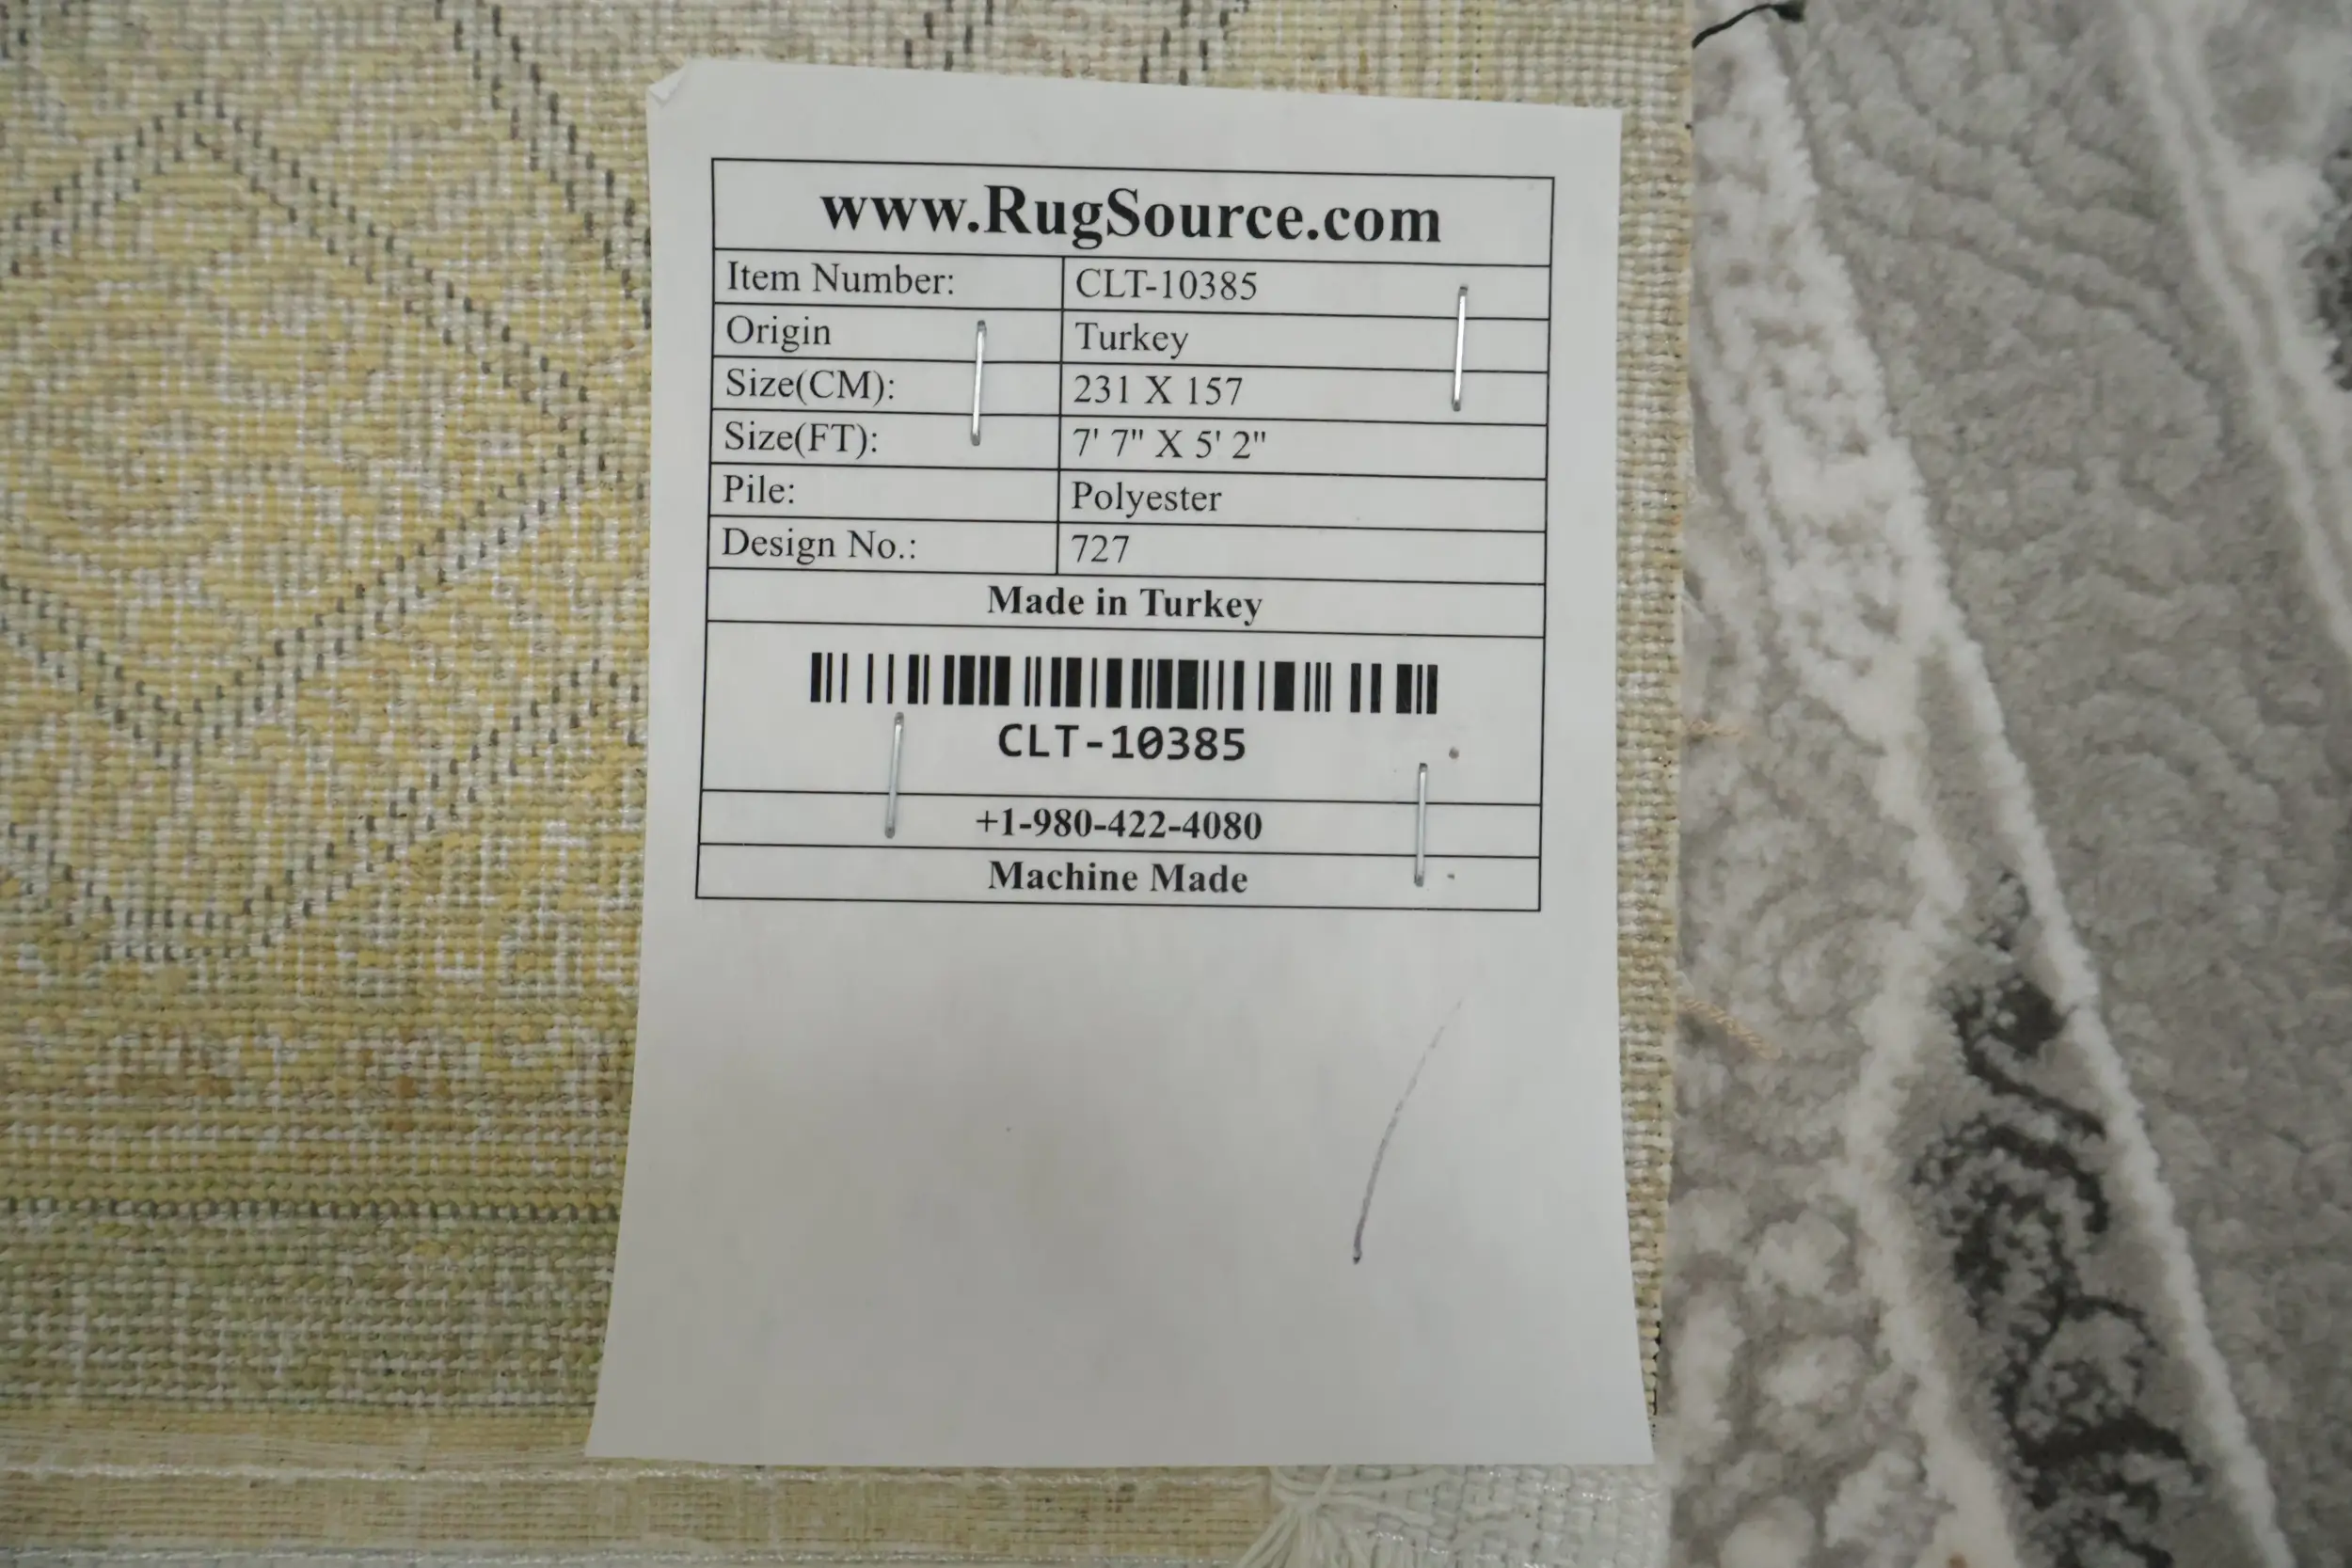 www.RugSource.com
Item Number: CLT-10385
Origin Turkey
Size(CM): 231 X 157
Size(FT): 7' 7" X 5' 2"
Pile: Polyester
Design No.: 727
Made in Turkey
CLT-10385
+1-980-422-4080
Machine Made